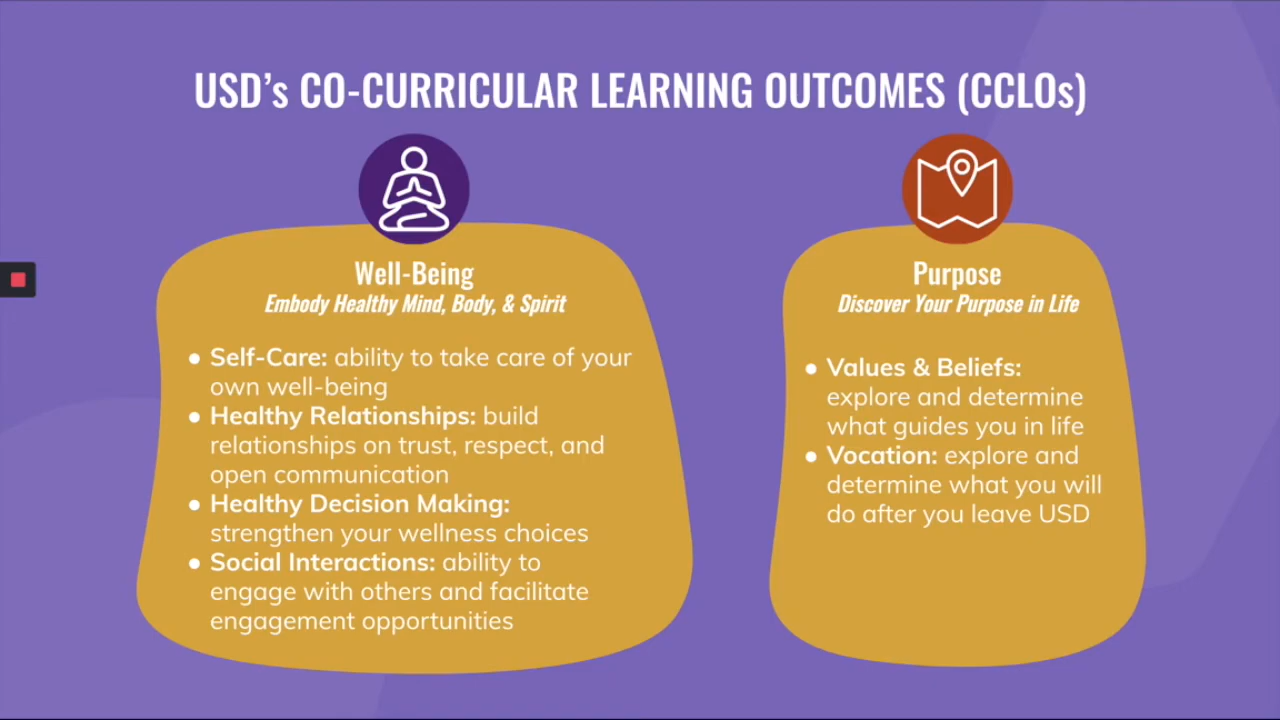 USD's CO-CURRICULAR LEARNING OUTCOMES (CCLOs)
Well-Being
Embody Healthy Mind, Body, & Spirit
● Self-Care: ability to take care of your
own well-being
● Healthy Relationships: build
relationships on trust, respect, and
open communication
● Healthy Decision Making:
strengthen your wellness choices
● Social Interactions: ability to
engage with others and facilitate
engagement opportunities
Purpose
Discover Your Purpose in Life
● Values & Beliefs:
explore and determine
what guides you in life
● Vocation: explore and
determine what you will
do after you leave USD